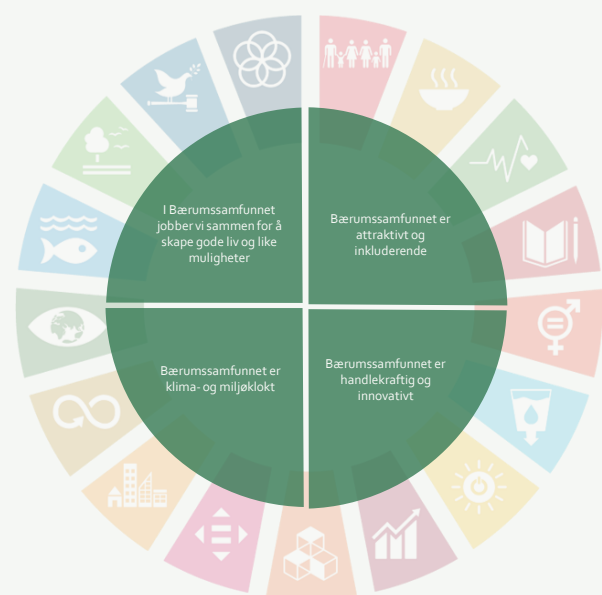 I Bærumssamfunnet
jobber vi sammen for å
skape gode liv og like
muligheter
Bærumssamfunnet er
attraktivt og
inkluderende
Bærumssamfunnet er
klima- og miljøklokt
Bærumssamfunnet er
handlekraftig og
innovativt